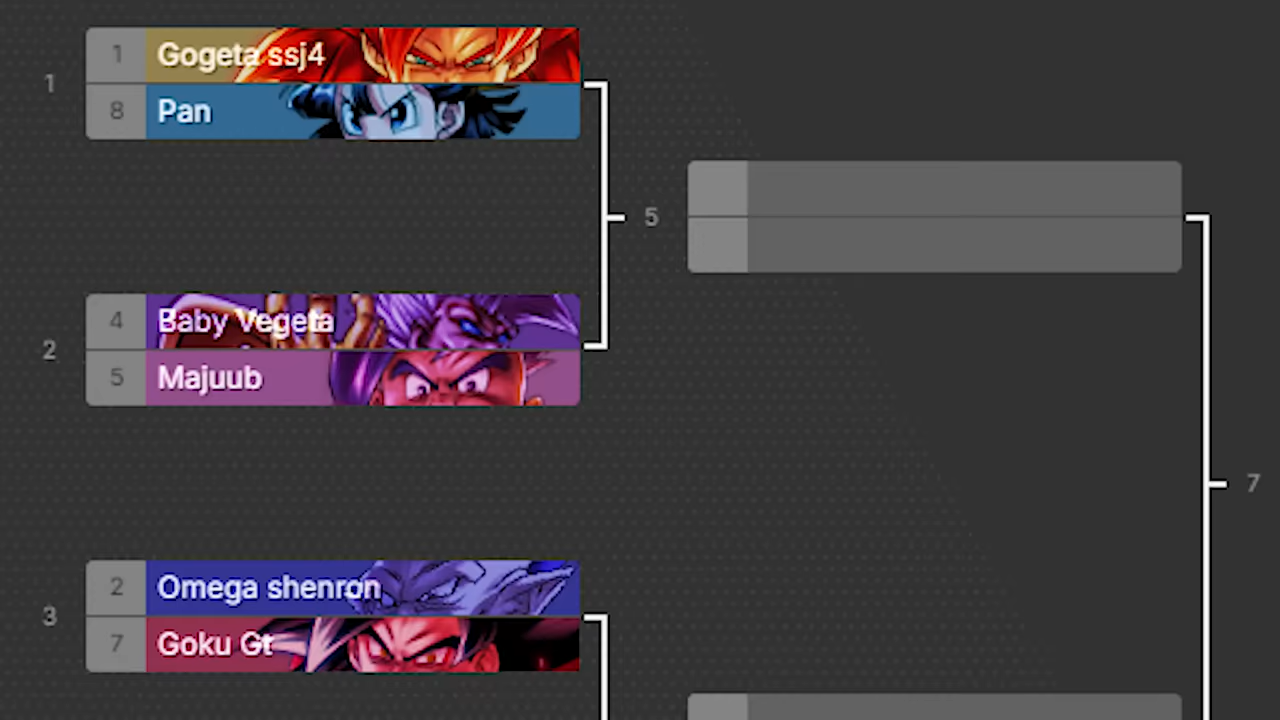 1
1 Gogeta ssj4
8 Pan
5
2
4 Baby Vegeta
5 Majuub
7
3
2 Omega shenron
7 Goku Gt